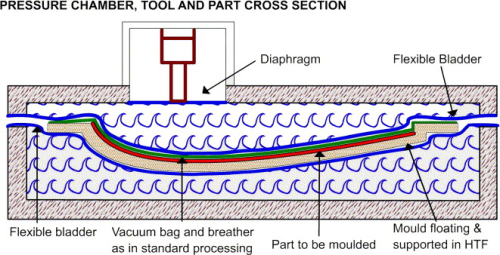 PRESSURE CHAMBER, TOOL AND PART CROSS SECTION
Diaphragm
Flexible Bladder
Flexible bladder
Vacuum bag and breather
as in standard processing
Part to be moulded
Mould floating &
supported in HTF